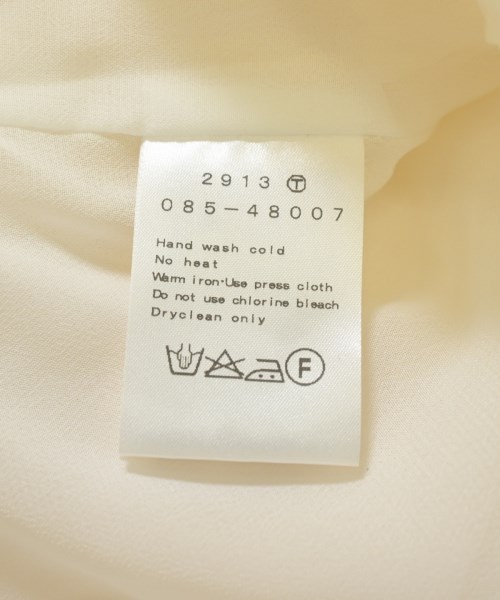 2913 Ⓣ
085-48007
Hand wash cold
No heat
Warm iron·Use press cloth
Do not use chlorine bleach
Dryclean only
F